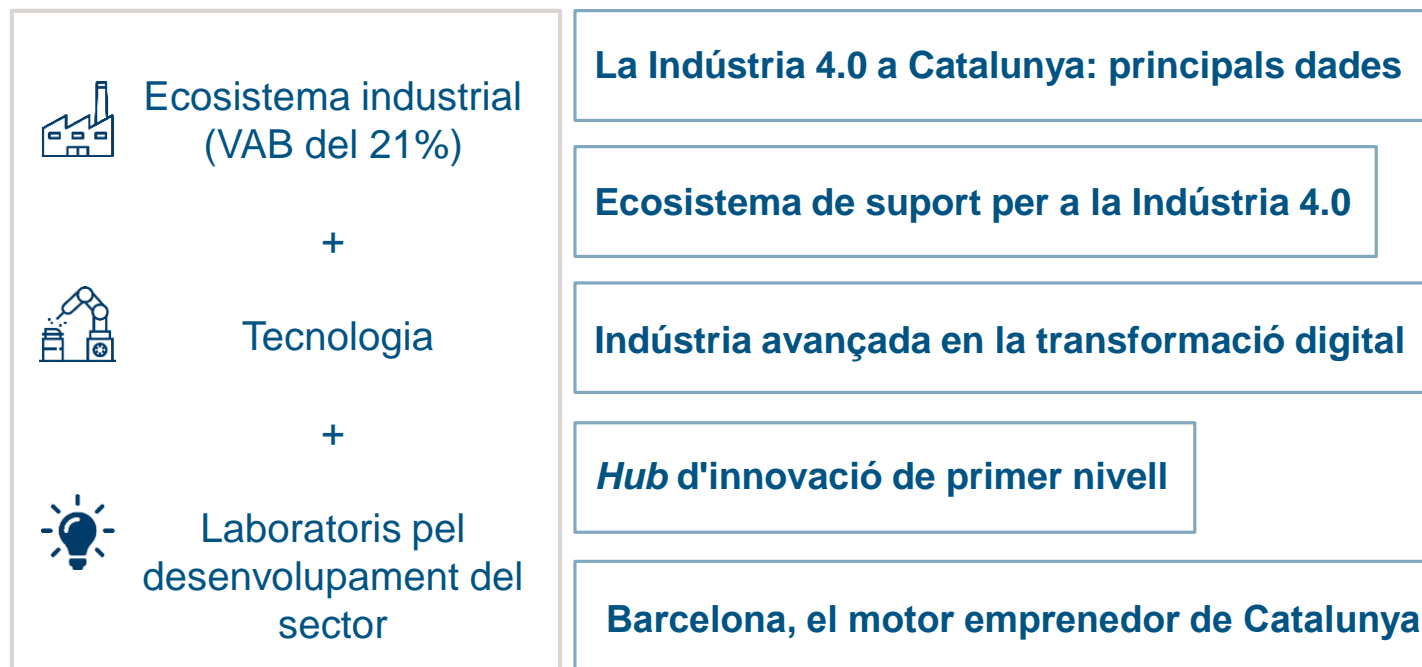 Ecosistema industrial
(VAB del 21%)
+
Tecnologia
+
Laboratoris pel
desenvolupament del
sector
La Indústria 4.0 a Catalunya: principals dades
Ecosistema de suport per a la Indústria 4.0
Indústria avançada en la transformació digital
Hub d'innovació de primer nivell
Barcelona, el motor emprenedor de Catalunya